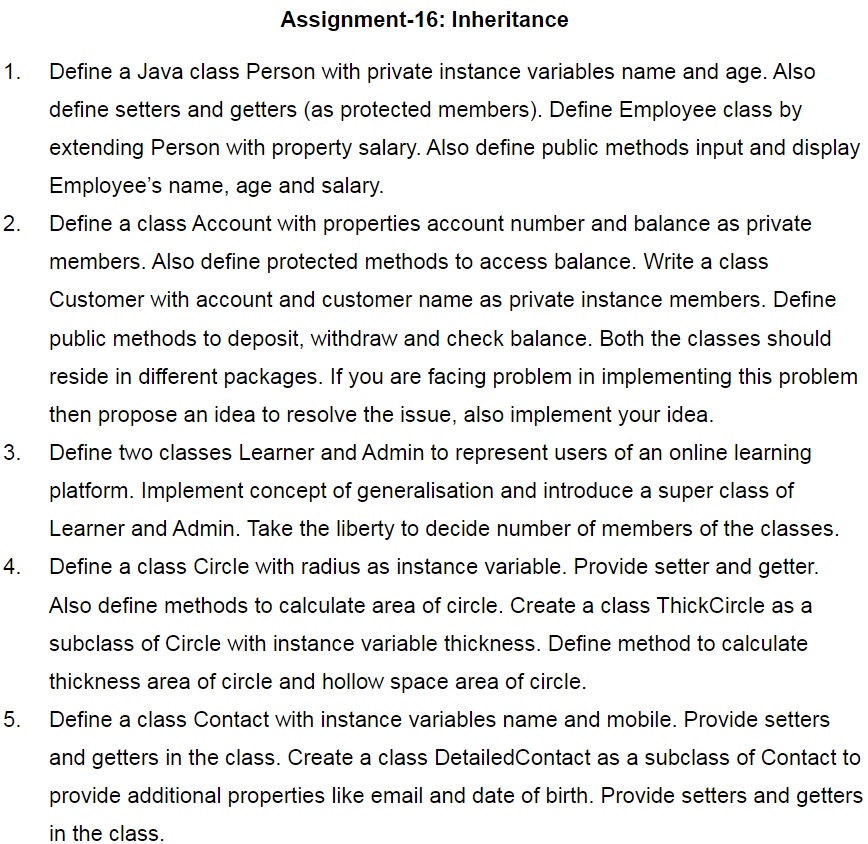 Assignment-16: Inheritance
1. Define a Java class Person with private instance variables name and age. Also
define setters and getters (as protected members). Define Employee class by
extending Person with property salary. Also define public methods input and display
Employee’s name, age and salary.
2. Define a class Account with properties account number and balance as private
members. Also define protected methods to access balance. Write a class
Customer with account and customer name as private instance members. Define
public methods to deposit, withdraw and check balance. Both the classes should
reside in different packages. If you are facing problem in implementing this problem
then propose an idea to resolve the issue, also implement your idea.
3. Define two classes Learner and Admin to represent users of an online learning
platform. Implement concept of generalisation and introduce a super class of
Learner and Admin. Take the liberty to decide number of members of the classes.
4. Define a class Circle with radius as instance variable. Provide setter and getter.
Also define methods to calculate area of circle. Create a class ThickCircle as a
subclass of Circle with instance variable thickness. Define method to calculate
thickness area of circle and hollow space area of circle.
5. Define a class Contact with instance variables name and mobile. Provide setters
and getters in the class. Create a class DetailedContact as a subclass of Contact to
provide additional properties like email and date of birth. Provide setters and getters
in the class.